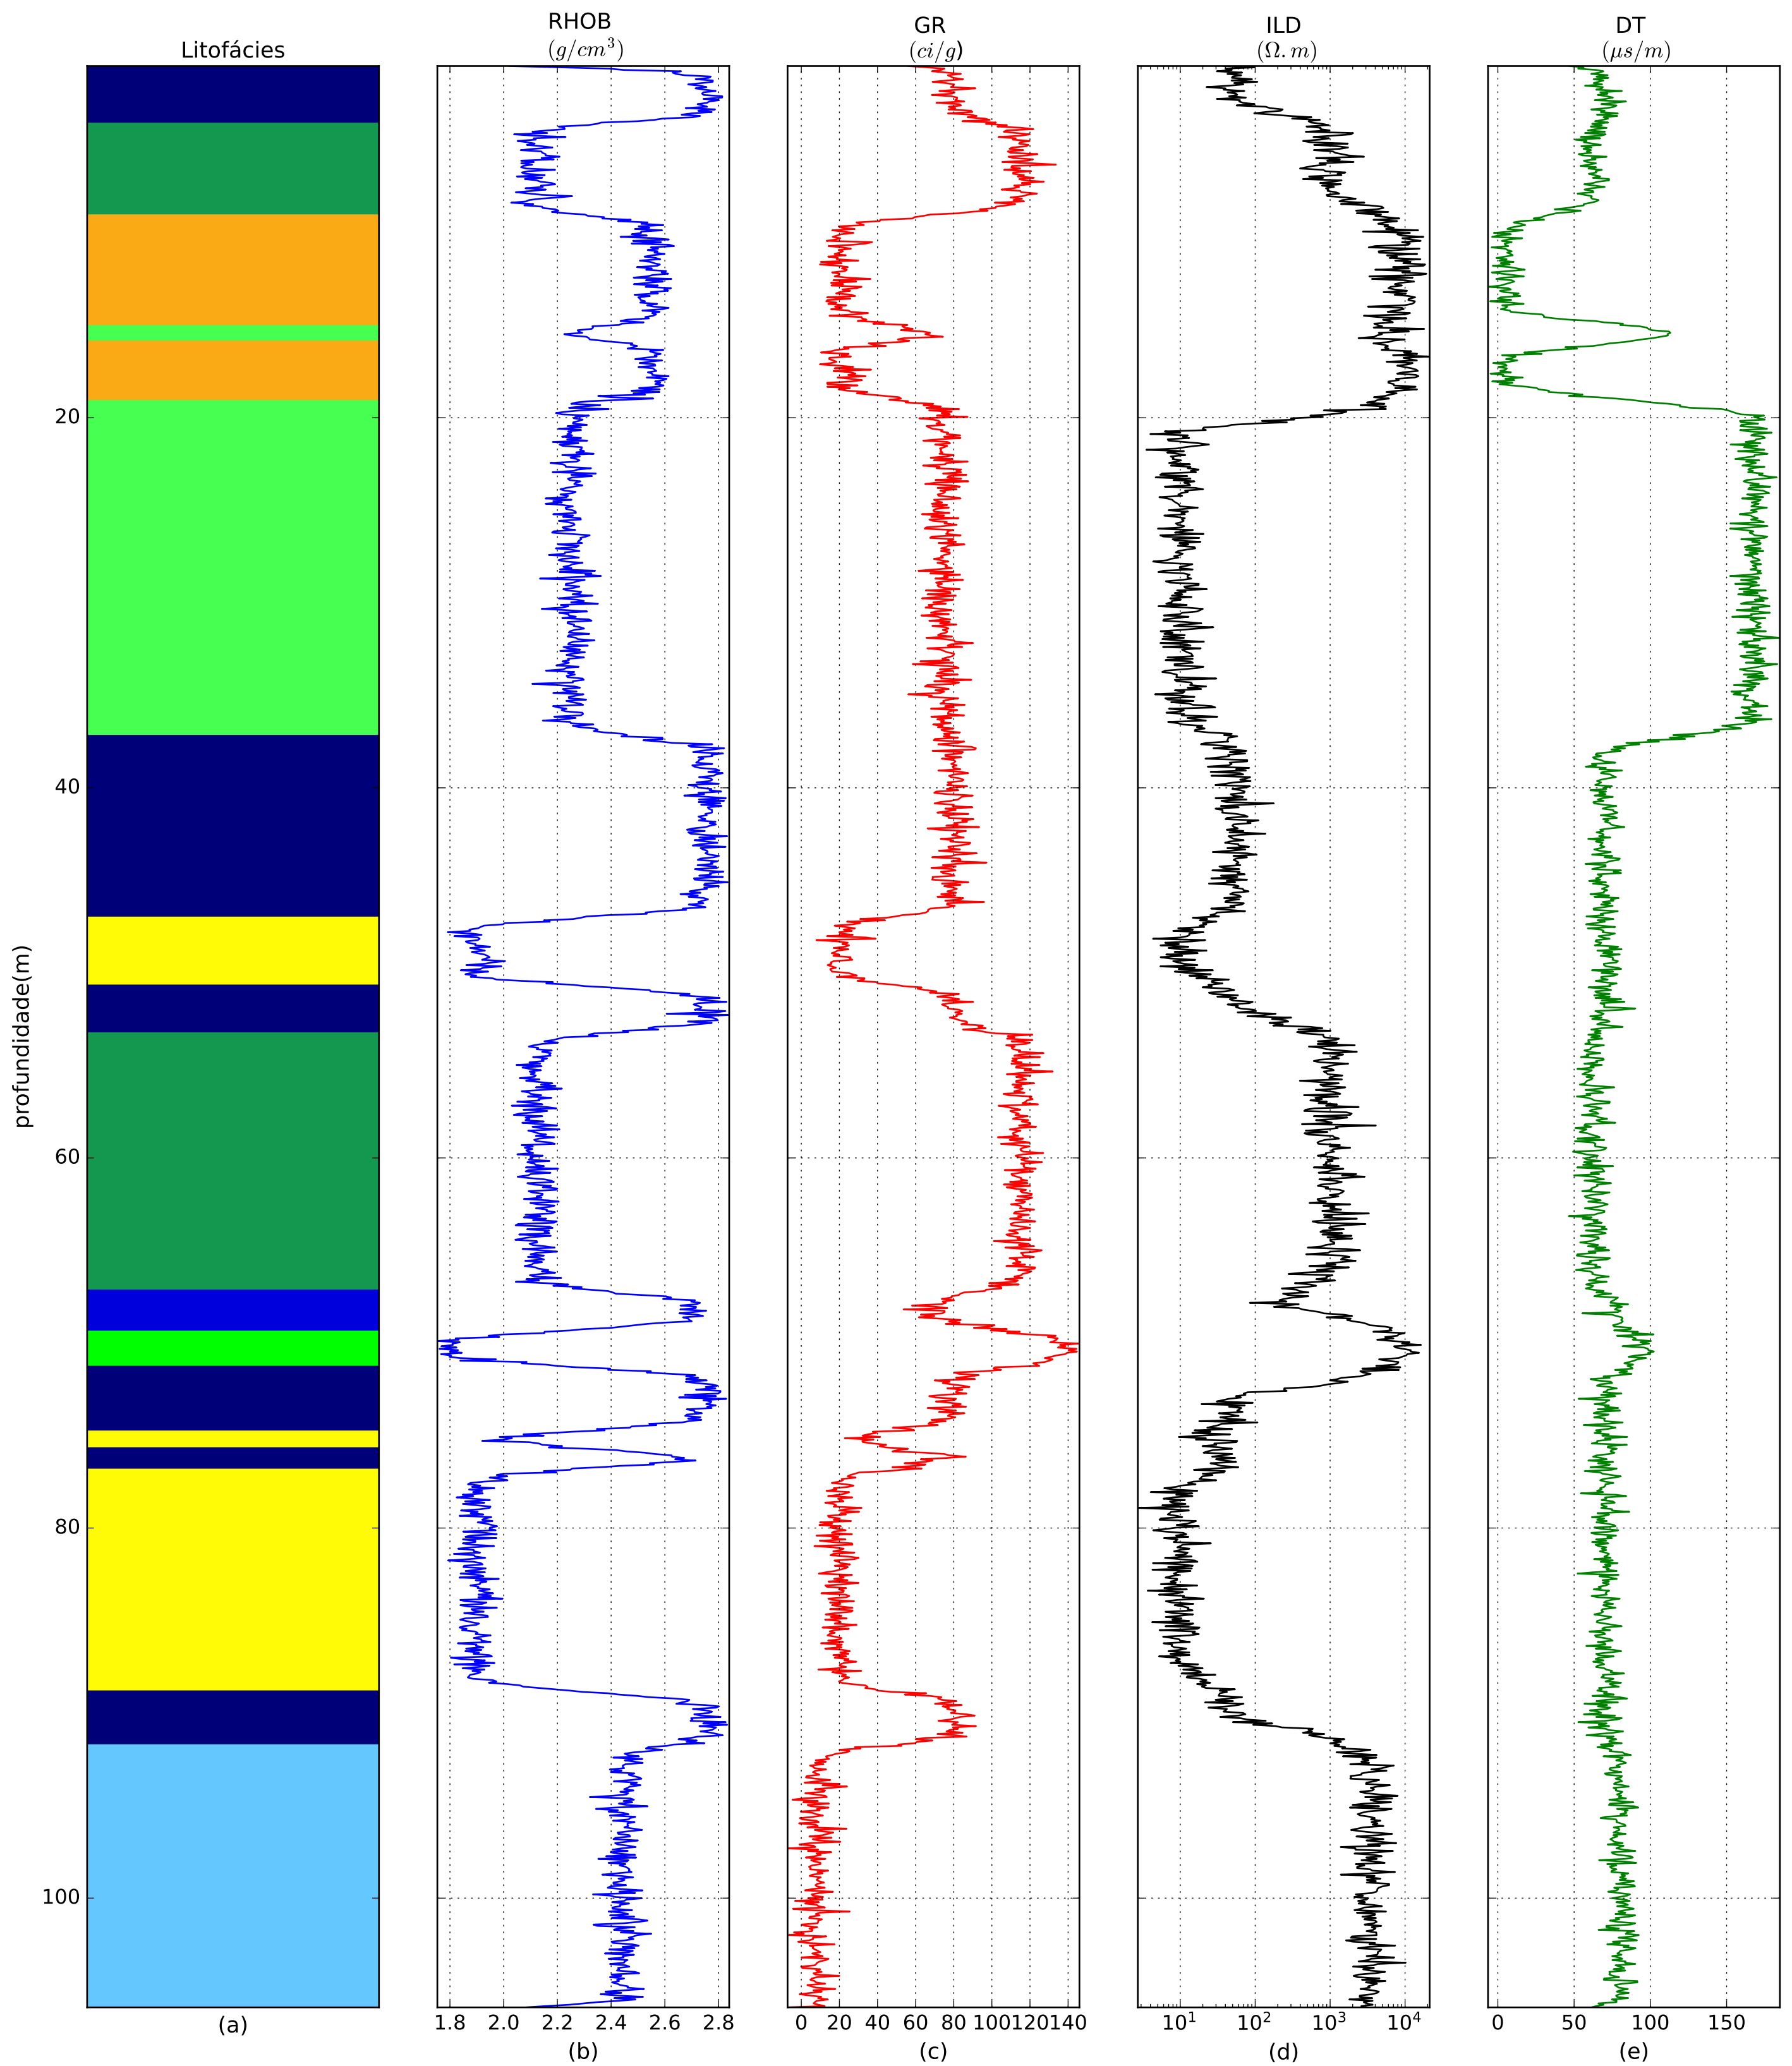 Litofácies
RHOB
(g/cm³)
GR
(ci/g)
ILD
(Ω.m)
DT
(μs/m)
profundidade(m)
20
40
60
80
100
1.8 2.0 2.2 2.4 2.6 2.8
0 20 40 60 80 100 120 140
10¹ 10² 10³ 10⁴
0 50 100 150
(a)
(b)
(c)
(d)
(e)